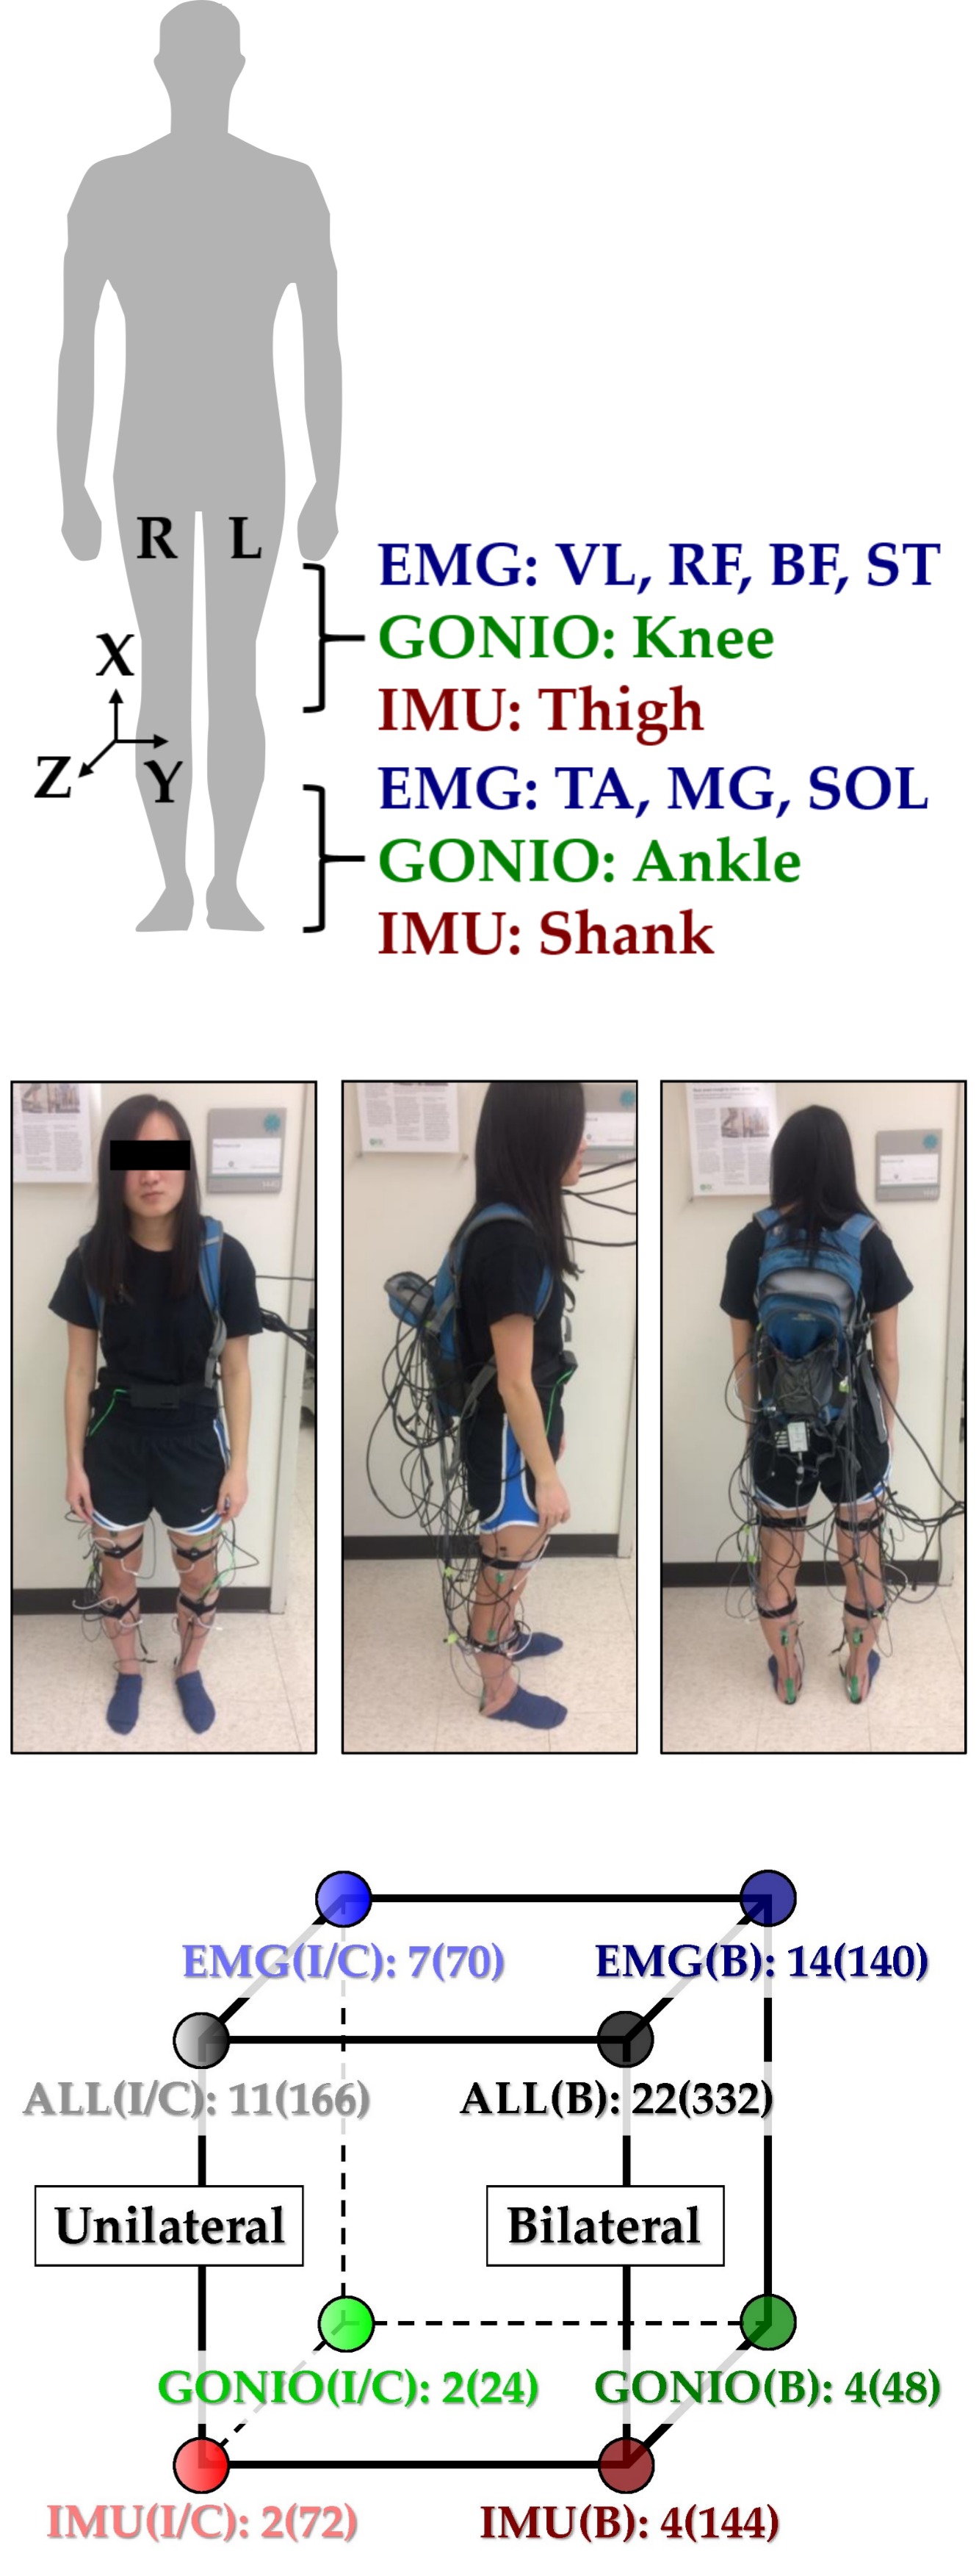 R L
EMG: VL, RF, BF, ST
GONIO: Knee
X
IMU: Thigh
Z Y
EMG: TA, MG, SOL
GONIO: Ankle
IMU: Shank
EMG(I/C): 7(70) EMG(B): 14(140)
ALL(I/C): 11(166) ALL(B): 22(332)
Unilateral Bilateral
GONIO(I/C): 2(24) GONIO(B): 4(48)
IMU(I/C): 2(72) IMU(B): 4(144)